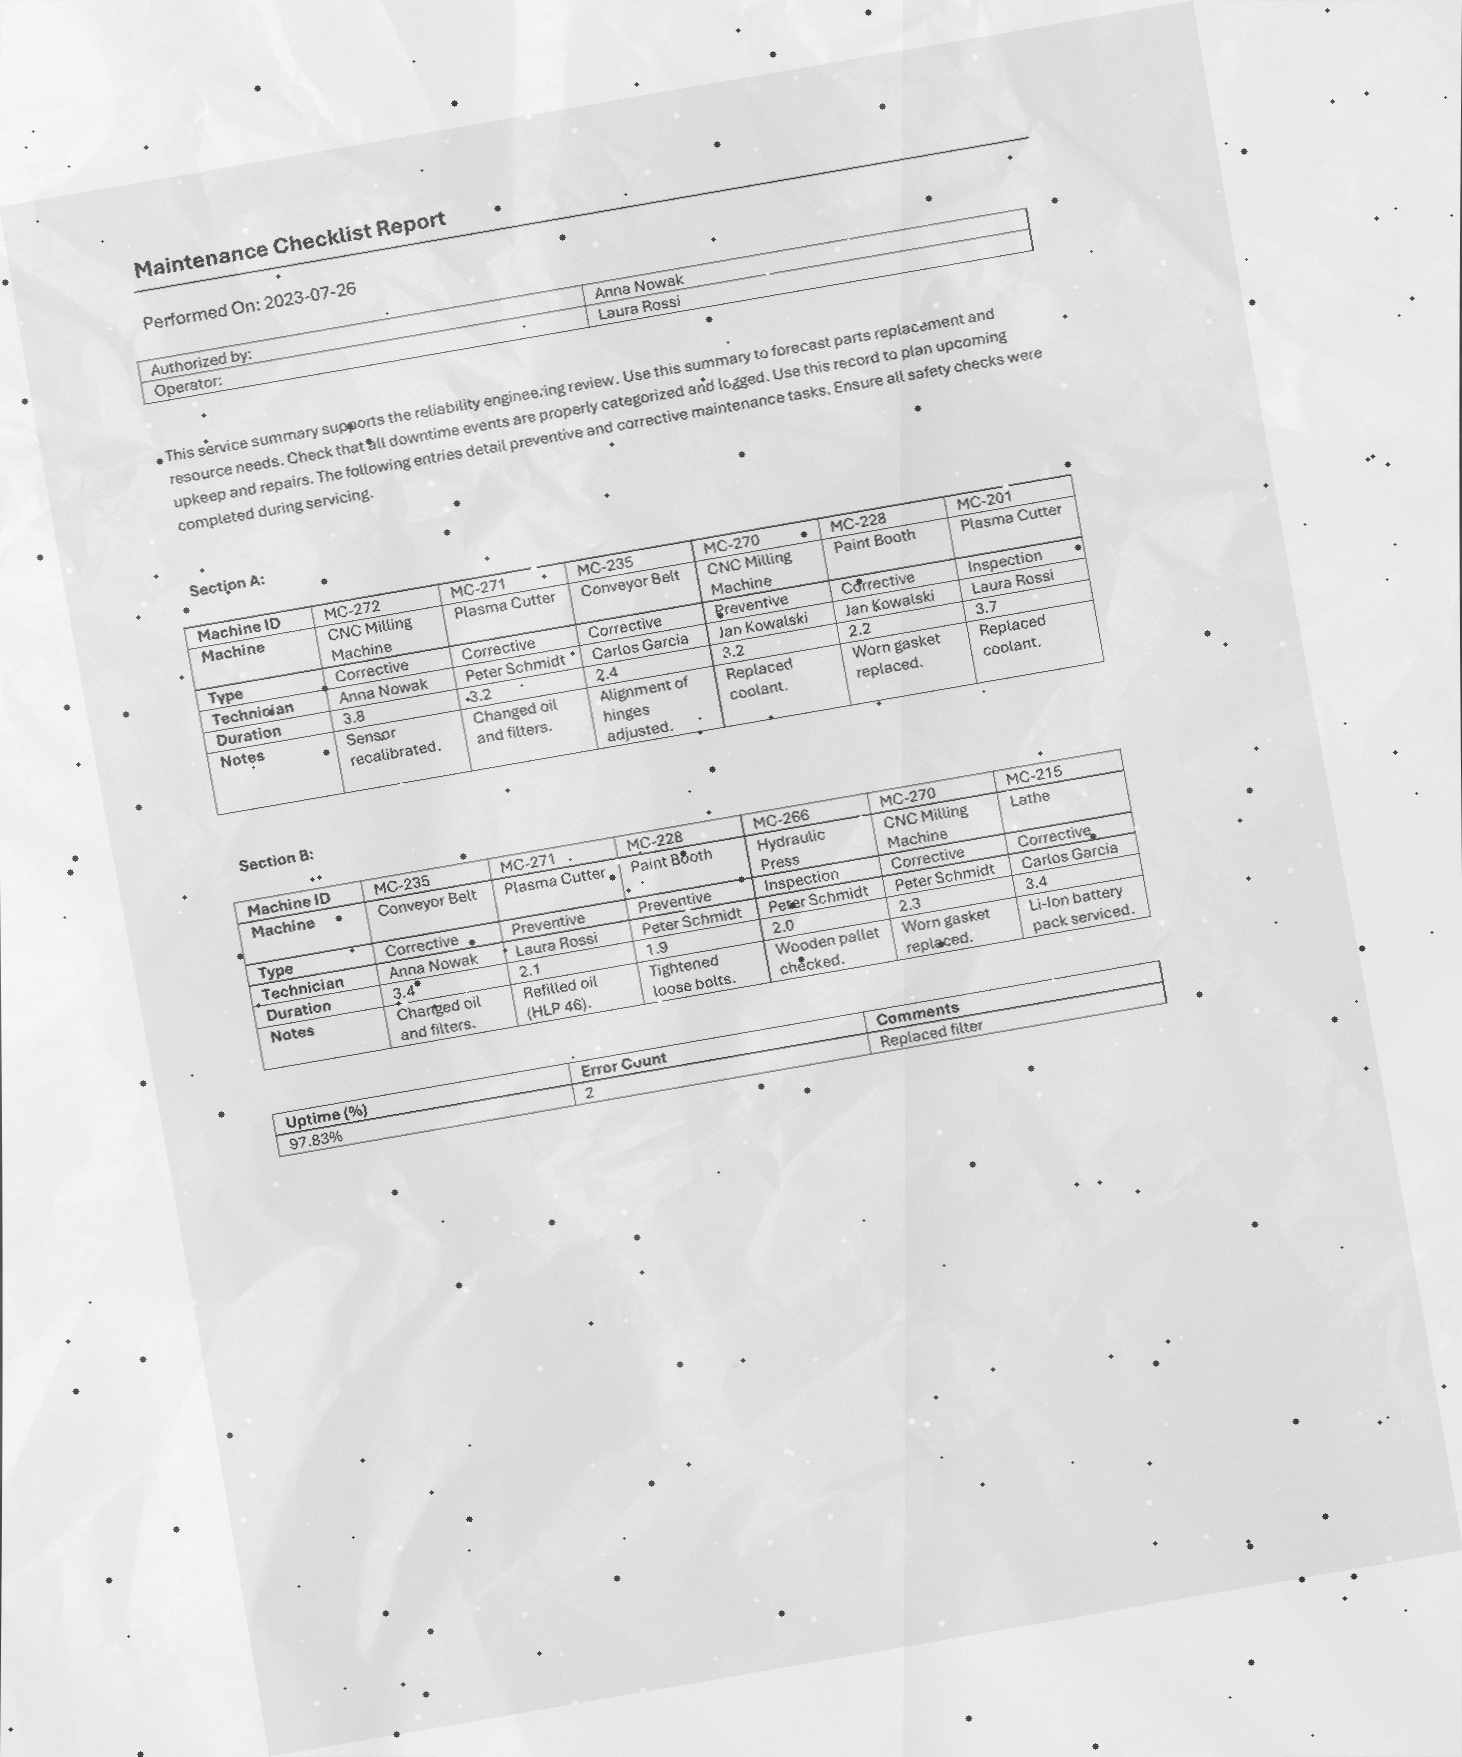 Maintenance Checklist Report
Performed On: 2023-07-26
Authorized by: Anna Nowak
Operator: Laura Rossi
This service summary supports the reliability engineering review. Use this summary to forecast parts replacement and
resource needs. Check that all downtime events are properly categorized and logged. Use this record to plan upcoming
upkeep and repairs. The following entries detail preventive and corrective maintenance tasks. Ensure all safety checks were
completed during servicing.
Section A:
Machine ID MC-272 MC-271 MC-235 MC-270 MC-228 MC-201
Machine CNC Milling Plasma Cutter Conveyor Belt CNC Milling Paint Booth Plasma Cutter
Machine Machine
Type Corrective Corrective Corrective Preventive Corrective Inspection
Technician Anna Nowak Peter Schmidt Carlos Garcia Jan Kowalski Jan Kowalski Laura Rossi
Duration 3.8 3.2 2.4 3.2 2.2 3.7
Notes Sensor Changed oil Alignment of Replaced Worn gasket Replaced
recalibrated. and filters. hinges coolant. replaced. coolant.
adjusted.
Section B:
Machine ID MC-235 MC-271 MC-228 MC-266 MC-270 MC-215
Machine Conveyor Belt Plasma Cutter Paint Booth Hydraulic CNC Milling Lathe
Press Machine
Type Corrective Preventive Preventive Inspection Corrective Corrective
Technician Anna Nowak Laura Rossi Peter Schmidt Peter Schmidt Peter Schmidt Carlos Garcia
Duration 3.4 2.1 1.9 2.0 2.3 3.4
Notes Changed oil Refilled oil Tightened Wooden pallet Worn gasket Li-Ion battery
and filters. (HLP 46). loose bolts. checked. replaced. pack serviced.
Uptime (%) Error Count Comments
97.83% 2 Replaced filter